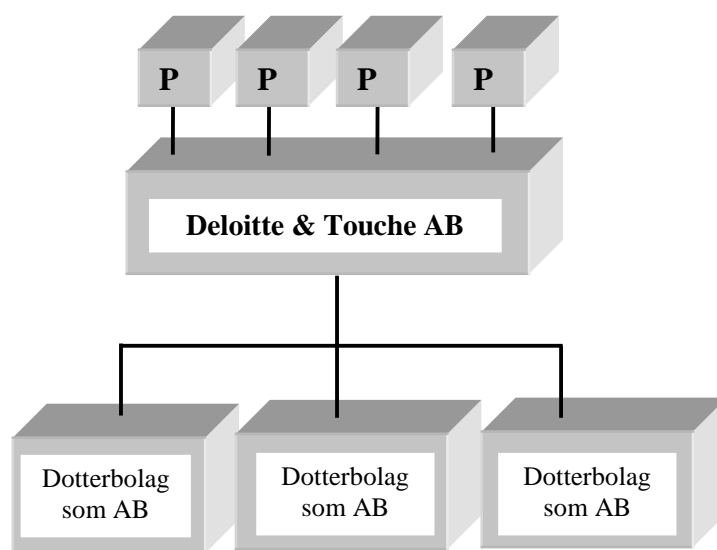 P P P P
Deloitte & Touche AB
Dotterbolag
som AB
Dotterbolag
som AB
Dotterbolag
som AB